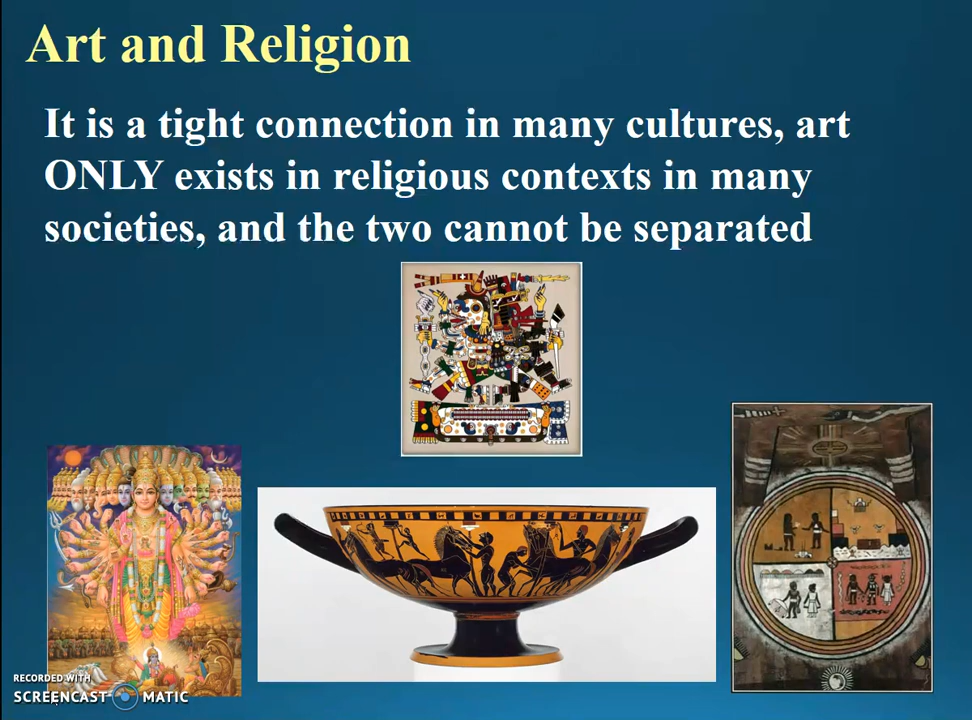 Art and Religion
It is a tight connection in many cultures, art
ONLY exists in religious contexts in many
societies, and the two cannot be separated
RECORDED WITH
SCREENCAST MATIC